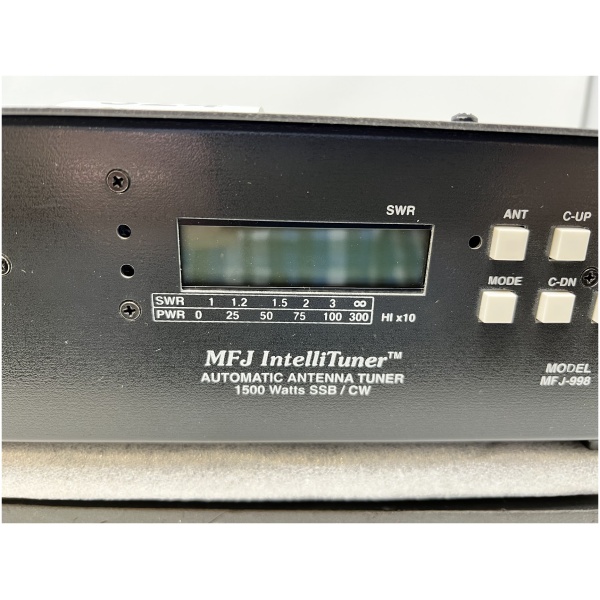 SWR
ANT C-UP
MODE C-DN
SWR 1 1.2 1.5 2 3 ∞
PWR 0 25 50 75 100 300 HI x10
MFJ IntelliTuner™
AUTOMATIC ANTENNA TUNER
1500 Watts SSB / CW
MODEL
MFJ-998